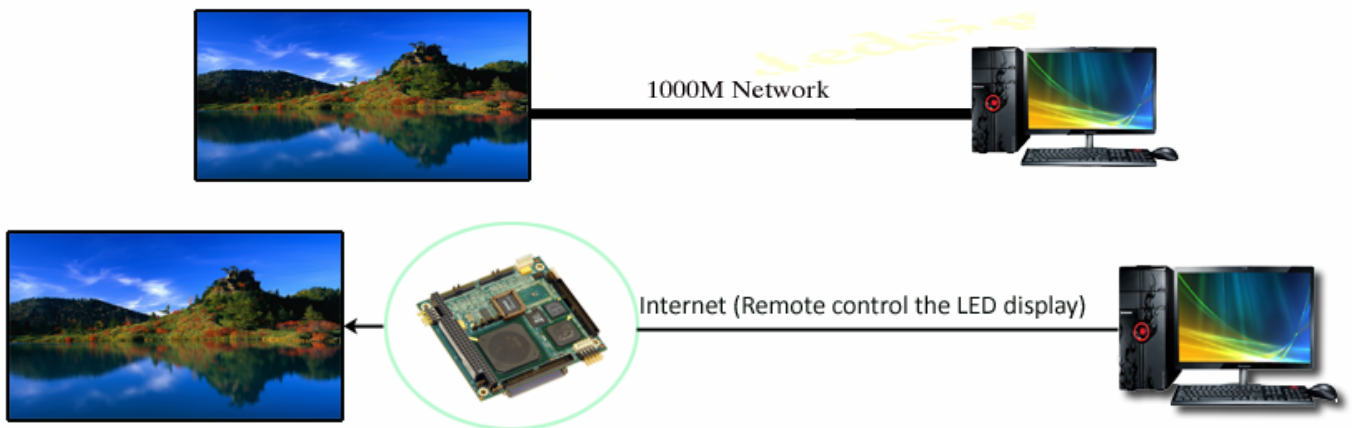 1000M Network
Internet (Remote control the LED display)